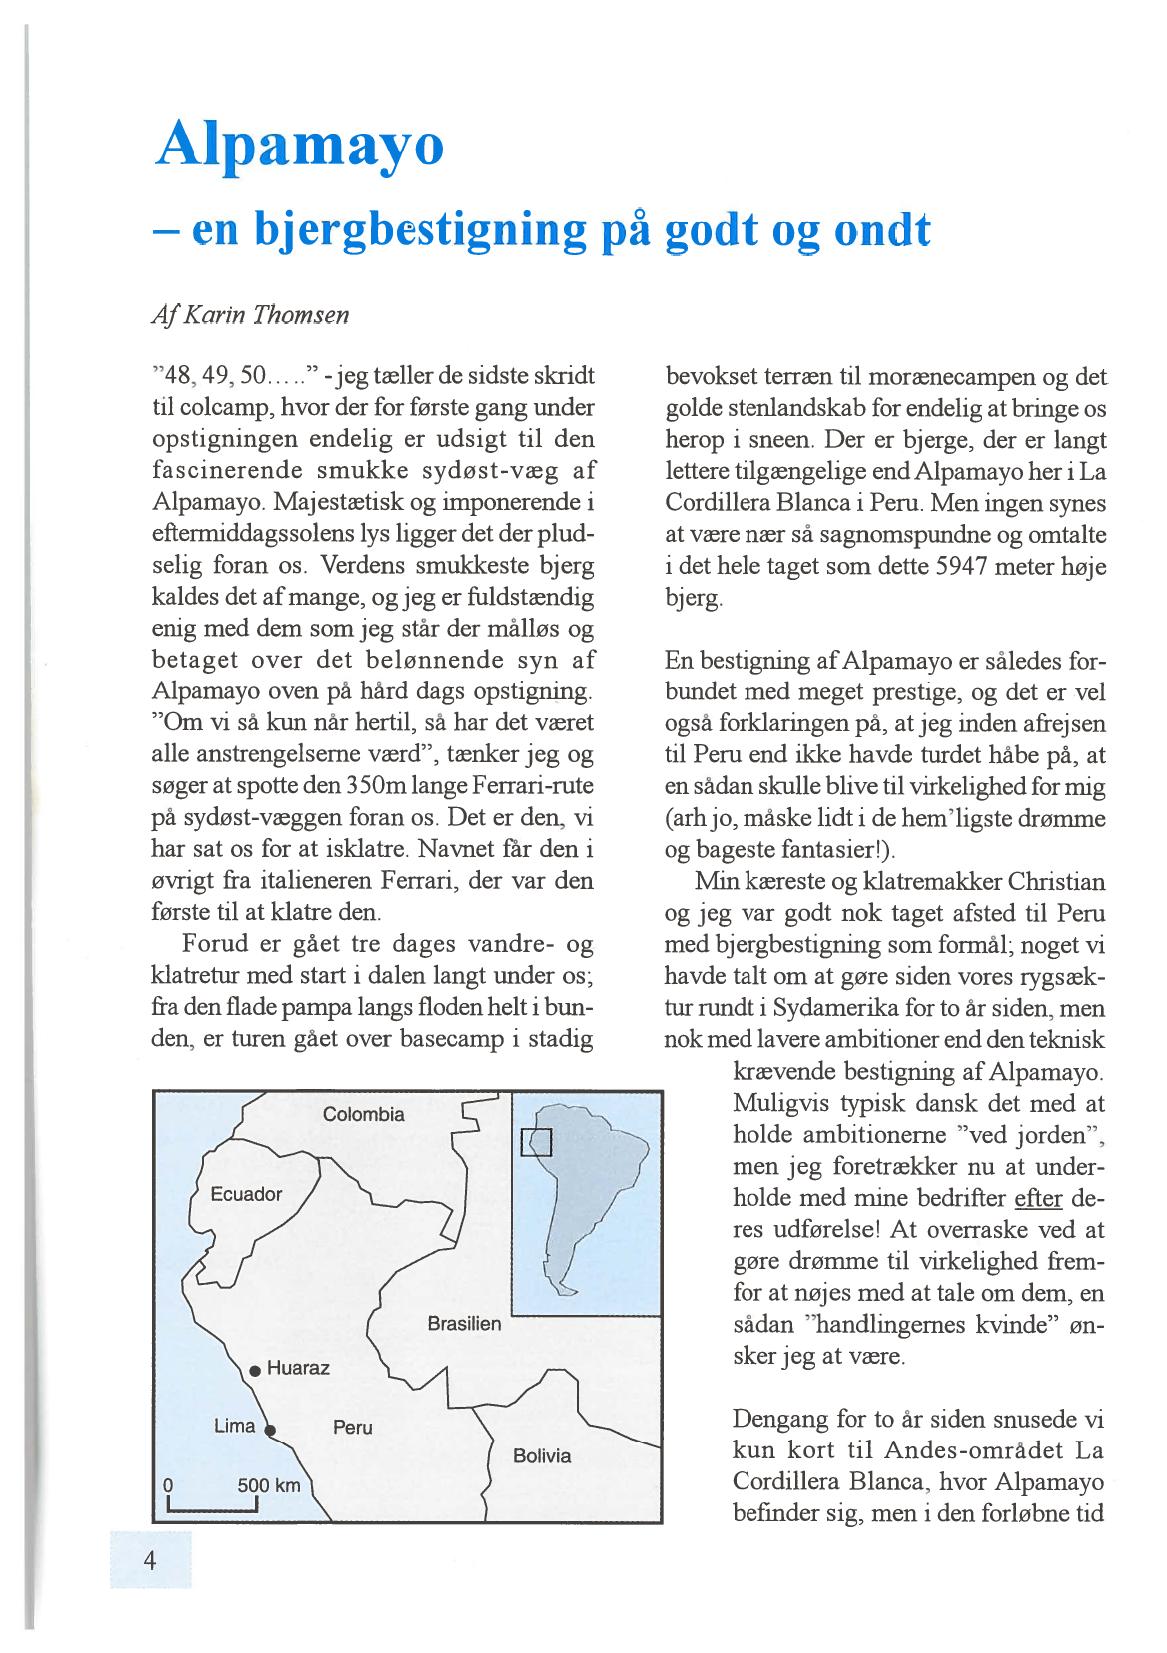 Alpamayo
– en bjergbestigning på godt og ondt
Af Karin Thomsen
"48, 49, 50….." - jeg tæller de sidste skridt
til colcamp, hvor der for første gang under
opstigningen endelig er udsigt til den
fascinerende smukke sydøst-væg af
Alpamayo. Majestætisk og imponerende i
eftermiddagssolens lys ligger det der plud-
selig foran os. Verdens smukkeste bjerg
kaldes det af mange, og jeg er fuldstændig
enig med dem som jeg står der målløs og
betaget over det belønnende syn af
Alpamayo oven på hård dags opstigning.
"Om vi så kun når hertil, så har det været
alle anstrengelserne værd", tænker jeg og
søger at spotte den 350m lange Ferrari-rute
på sydøst-væggen foran os. Det er den, vi
har sat os for at isklatre. Navnet får den i
øvrigt fra italieneren Ferrari, der var den
første til at klatre den.
Forud er gået tre dages vandre- og
klatretur med start i dalen langt under os;
fra den flade pampa langs floden helt i bun-
den, er turen gået over basecamp i stadig
bevokset terræn til morænecampen og det
golde stenlandskab for endelig at bringe os
herop i sneen. Der er bjerge, der er langt
lettere tilgængelige end Alpamayo her i La
Cordillera Blanca i Peru. Men ingen synes
at være nær så sagnomspundne og omtalte
i det hele taget som dette 5947 meter høje
bjerg.
En bestigning af Alpamayo er således for-
bundet med meget prestige, og det er vel
også forklaringen på, at jeg inden afrejsen
til Peru end ikke havde turdet håbe på, at
en sådan skulle blive til virkelighed for mig
(arh jo, måske lidt i de hem'ligste drømme
og bageste fantasier!).
Min kæreste og klatremakker Christian
og jeg var godt nok taget afsted til Peru
med bjergbestigning som formål; noget vi
havde talt om at gøre siden vores rygsæk-
tur rundt i Sydamerika for to år siden, men
nok med lavere ambitioner end den teknisk
krævende bestigning af Alpamayo.
Muligvis typisk dansk det med at
holde ambitionerne "ved jorden",
men jeg foretrækker nu at under-
holde med mine bedrifter efter de-
res udførelse! At overraske ved at
gøre drømme til virkelighed frem-
for at nøjes med at tale om dem, en
sådan "handlingernes kvinde" øn-
sker jeg at være.
Dengang for to år siden snusede vi
kun kort til Andes-området La
Cordillera Blanca, hvor Alpamayo
befinder sig, men i den forløbne tid
Colombia
Ecuador
Brasilien
Huaraz
Lima
Peru
Bolivia
0 500 km
4